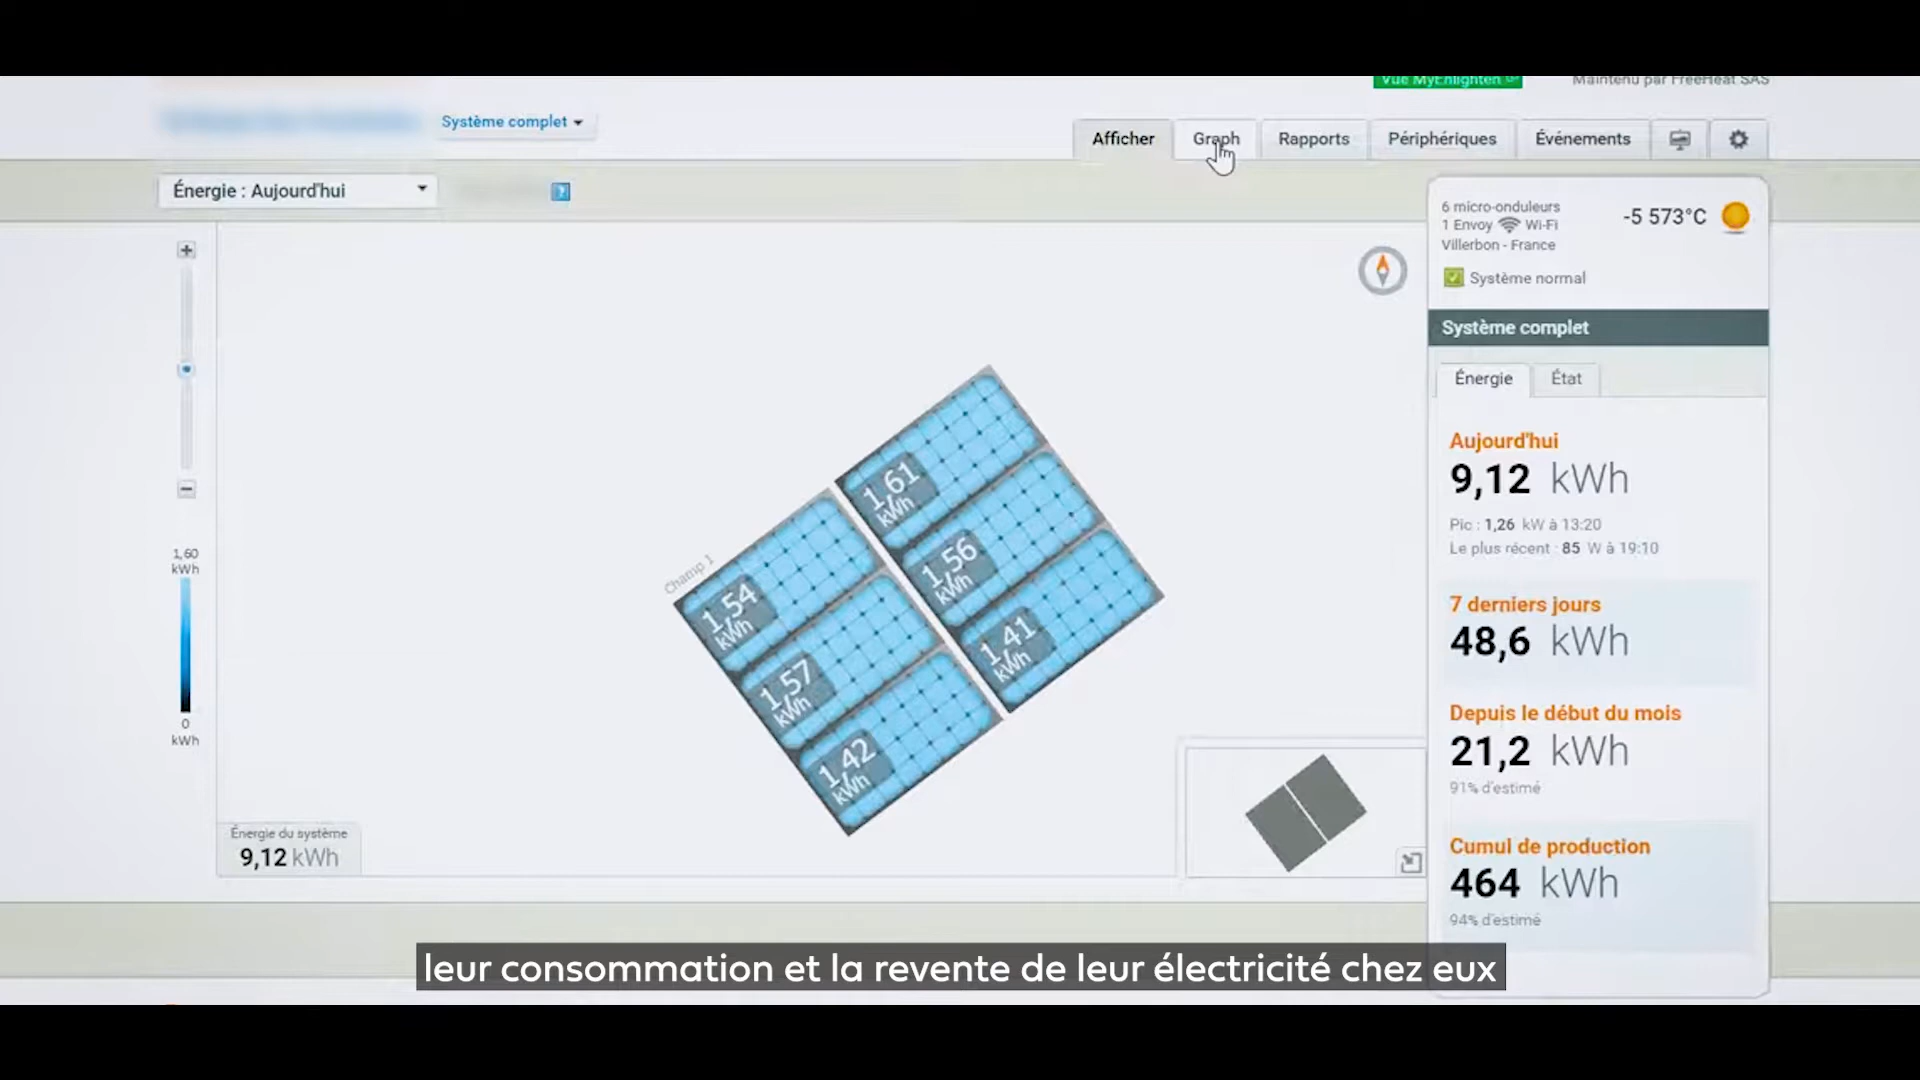 Vue MyEnlighten
Maintenu par FreeHeat SAS
Système complet
Afficher
Graph
Rapports
Périphériques
Événements
Énergie : Aujourd'hui
?
6 micro-onduleurs
1 Envoy Wi-Fi
Villerbon - France
-5 573°C
Système normal
Système complet
Énergie
État
Aujourd'hui
9,12 kWh
Pic : 1,26 kW à 13:20
Le plus récent : 85 W à 19:10
7 derniers jours
48,6 kWh
Depuis le début du mois
21,2 kWh
91% d'estimé
Cumul de production
464 kWh
94% d'estimé
1,60
kWh
0
kWh
Champ 1
1,61
kWh
1,56
kWh
1,41
kWh
1,54
kWh
1,57
kWh
1,42
kWh
Énergie du système
9,12 kWh
leur consommation et la revente de leur électricité chez eux